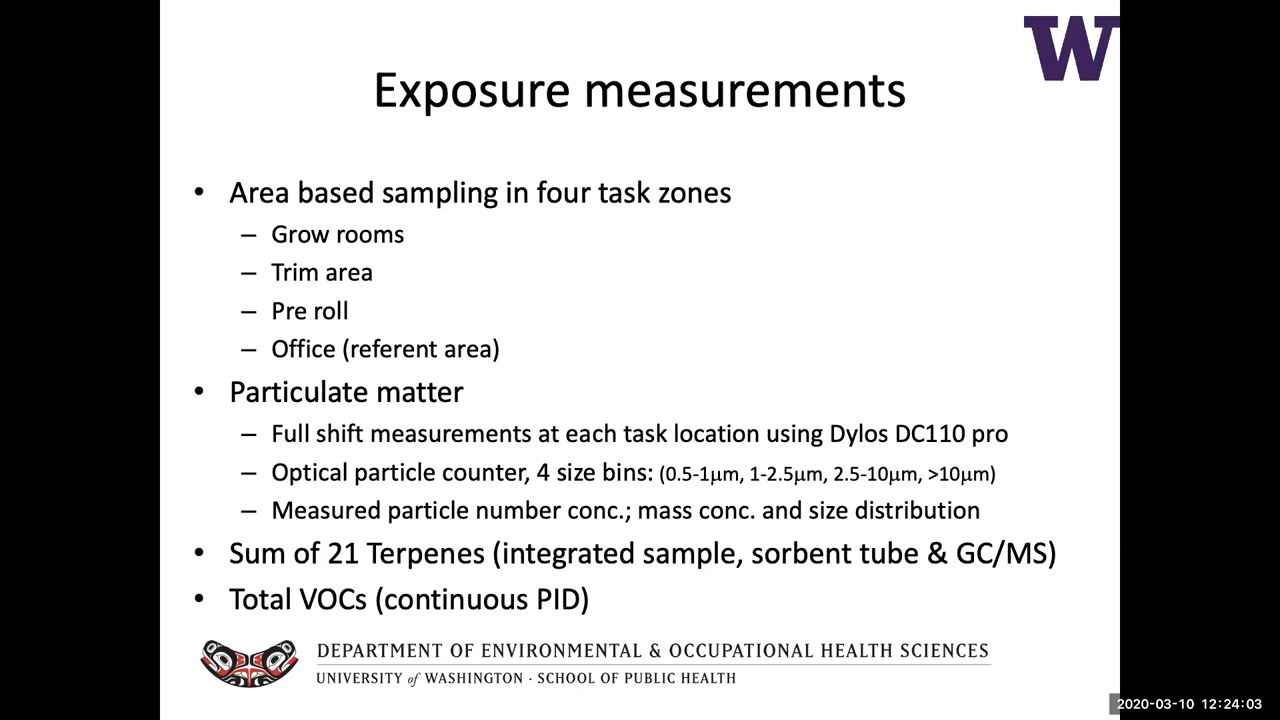 W
Exposure measurements
• Area based sampling in four task zones
– Grow rooms
– Trim area
– Pre roll
– Office (referent area)
• Particulate matter
– Full shift measurements at each task location using Dylos DC110 pro
– Optical particle counter, 4 size bins: (0.5-1μm, 1-2.5μm, 2.5-10μm, >10μm)
– Measured particle number conc.; mass conc. and size distribution
• Sum of 21 Terpenes (integrated sample, sorbent tube & GC/MS)
• Total VOCs (continuous PID)
DEPARTMENT OF ENVIRONMENTAL & OCCUPATIONAL HEALTH SCIENCES
UNIVERSITY of WASHINGTON · SCHOOL OF PUBLIC HEALTH
2020-03-10 12:24:03